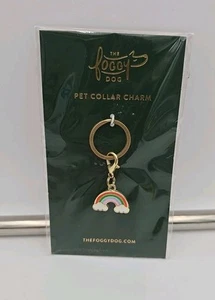 THE
FOGGY
DOG
PET COLLAR CHARM
THEFOGGYDOG.COM